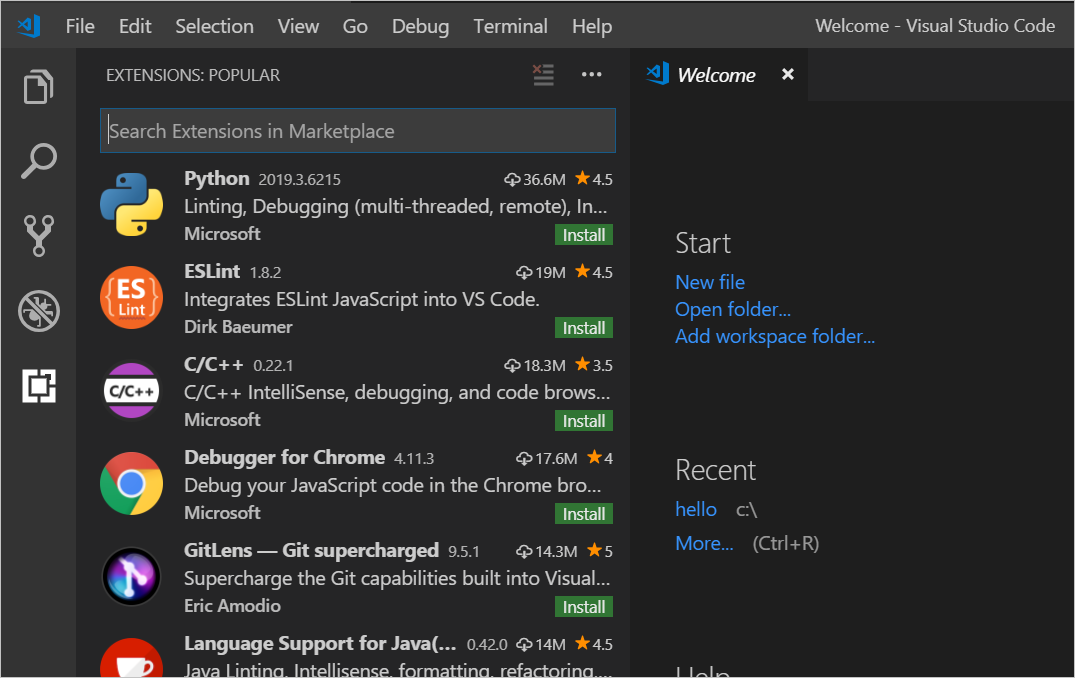 File Edit Selection View Go Debug Terminal Help Welcome - Visual Studio Code
EXTENSIONS: POPULAR
Search Extensions in Marketplace
Python 2019.3.6215 36.6M 4.5
Linting, Debugging (multi-threaded, remote), In...
Microsoft Install
ES
Lint
ESLint 1.8.2 19M 4.5
Integrates ESLint JavaScript into VS Code.
Dirk Baeumer Install
C/C++
C/C++ 0.22.1 18.3M 3.5
C/C++ IntelliSense, debugging, and code brows...
Microsoft Install
Debugger for Chrome 4.11.3 17.6M 4
Debug your JavaScript code in the Chrome bro...
Microsoft Install
GitLens — Git supercharged 9.5.1 14.3M 5
Supercharge the Git capabilities built into Visual...
Eric Amodio Install
Language Support for Java(... 0.42.0 14M 4.5
Java Linting, Intellisense, formatting, refactoring,...
Welcome
Start
New file
Open folder...
Add workspace folder...
Recent
hello c:\
More... (Ctrl+R)
Help